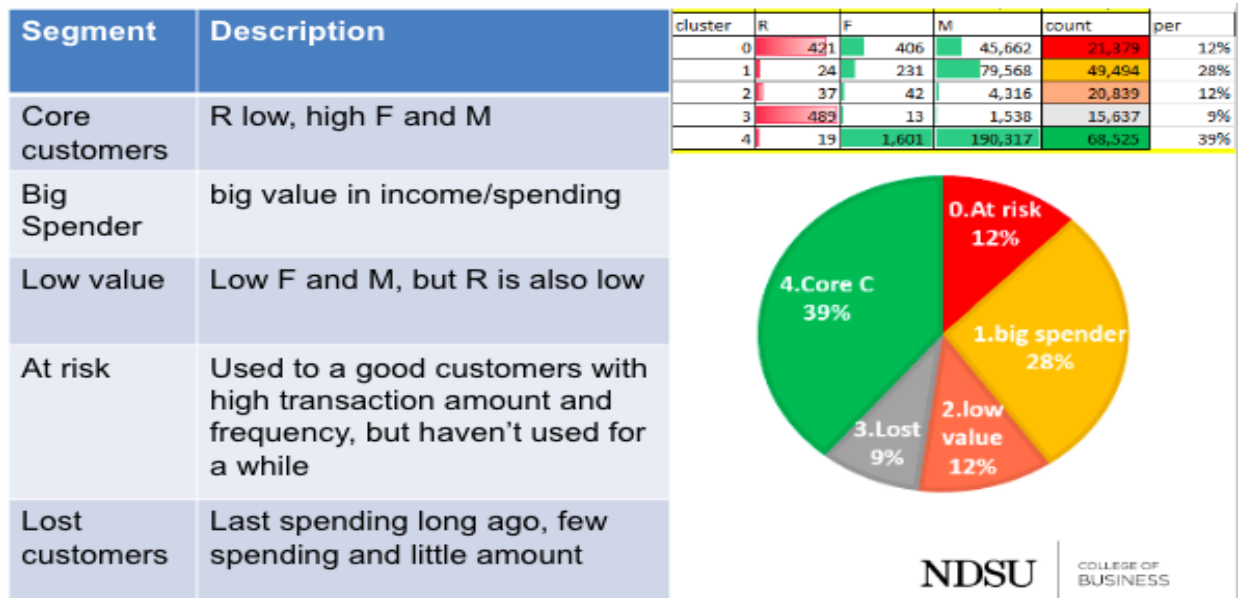 Segment Description
Core customers R low, high F and M
Big Spender big value in income/spending
Low value Low F and M, but R is also low
At risk Used to a good customers with
high transaction amount and
frequency, but haven't used for
a while
Lost customers Last spending long ago, few
spending and little amount
cluster R F M count per
0 421 406 45,662 21,379 12%
1 24 231 79,568 49,494 28%
2 37 42 4,316 20,839 12%
3 489 13 1,538 15,637 9%
4 19 1,601 190,317 68,525 39%
0.At risk
12%
4.Core C
39%
1.big spender
28%
2.low
value
12%
3.Lost
9%
NDSU
COLLEGE OF
BUSINESS